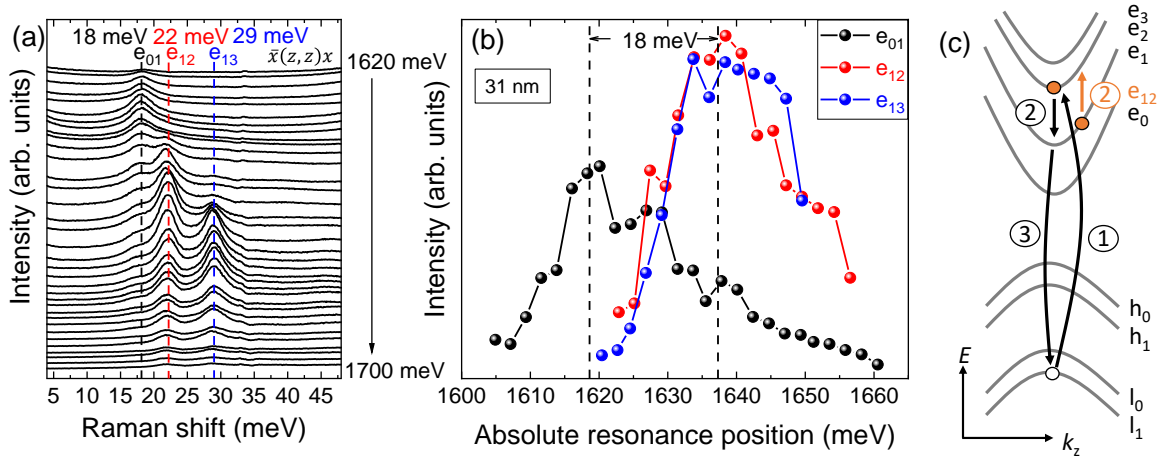 (a)
18 meV 22 meV 29 meV
e01 e12 e13 x̄(z,z)x
1620 meV
1700 meV
Intensity (arb. units)
5 10 15 20 25 30 35 40 45
Raman shift (meV)
(b)
18 meV
31 nm
e01
e12
e13
Intensity (arb. units)
1600 1610 1620 1630 1640 1650 1660
Absolute resonance position (meV)
(c)
e3
e2
e1
e12
e0
2
2
3
1
h0
h1
l0
l1
E
kz